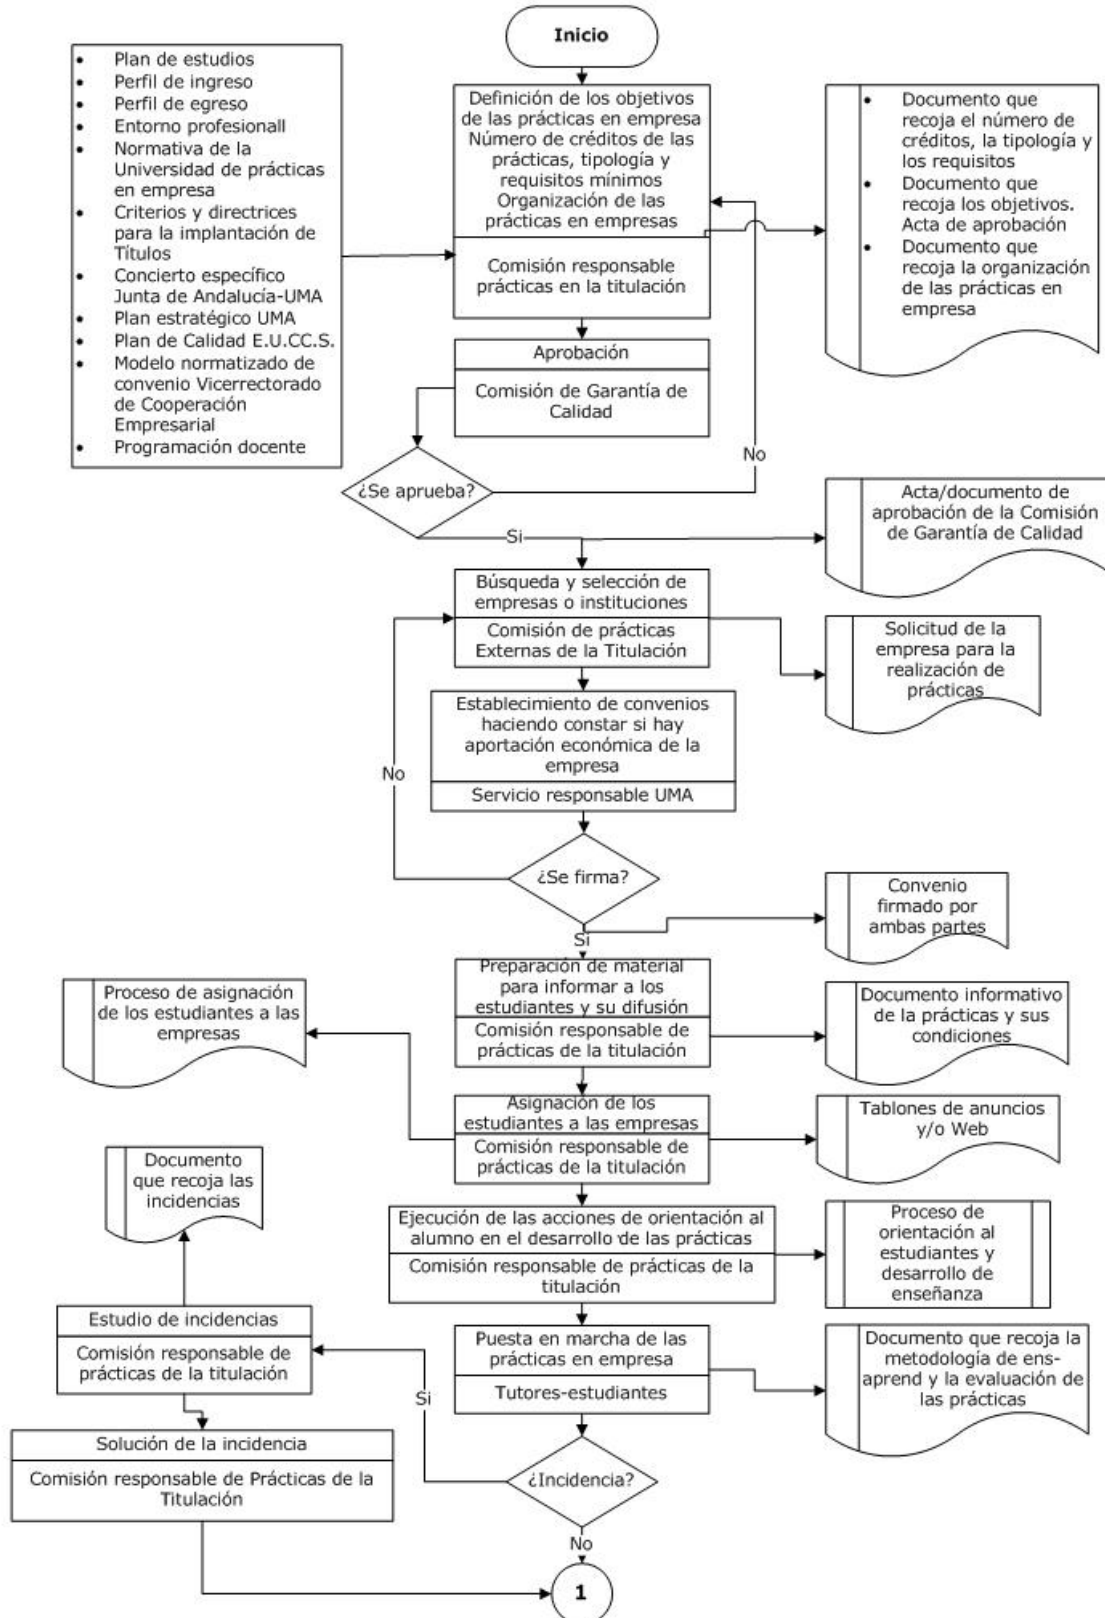 Inicio
• Plan de estudios
• Perfil de ingreso
• Perfil de egreso
• Entorno profesionall
• Normativa de la
Universidad de prácticas
en empresa
• Criterios y directrices
para la implantación de
Títulos
• Concierto específico
Junta de Andalucía-UMA
• Plan estratégico UMA
• Plan de Calidad E.U.CC.S.
• Modelo normatizado de
convenio Vicerrectorado
de Cooperación
Empresarial
• Programación docente
Definición de los objetivos
de las prácticas en empresa
Número de créditos de las
prácticas, tipología y
requisitos mínimos
Organización de las
prácticas en empresas
Comisión responsable
prácticas en la titulación
• Documento que
recoja el número de
créditos, la tipología y
los requisitos
• Documento que
recoja los objetivos.
Acta de aprobación
• Documento que
recoja la organización
de las prácticas en
empresa
Aprobación
Comisión de Garantía de
Calidad
No
¿Se aprueba?
Si
Acta/documento de
aprobación de la Comisión
de Garantía de Calidad
Búsqueda y selección de
empresas o instituciones
Comisión de prácticas
Externas de la Titulación
Solicitud de la
empresa para la
realización de
prácticas
Establecimiento de convenios
haciendo constar si hay
aportación económica de la
empresa
Servicio responsable UMA
No
¿Se firma?
Si
Convenio
firmado por
ambas partes
Preparación de material
para informar a los
estudiantes y su difusión
Comisión responsable de
prácticas de la titulación
Documento informativo
de la prácticas y sus
condiciones
Proceso de asignación
de los estudiantes a las
empresas
Asignación de los
estudiantes a las empresas
Comisión responsable de
prácticas de la titulación
Tablones de anuncios
y/o Web
Documento
que recoja las
incidencias
Ejecución de las acciones de orientación al
alumno en el desarrollo de las prácticas
Comisión responsable de prácticas de la
titulación
Proceso de
orientación al
estudiantes y
desarrollo de
enseñanza
Estudio de incidencias
Comisión responsable de
prácticas de la titulación
Puesta en marcha de las
prácticas en empresa
Tutores-estudiantes
Documento que recoja la
metodología de ens-
aprend y la evaluación de
las prácticas
Si
Solución de la incidencia
Comisión responsable de Prácticas de la
Titulación
¿Incidencia?
No
1